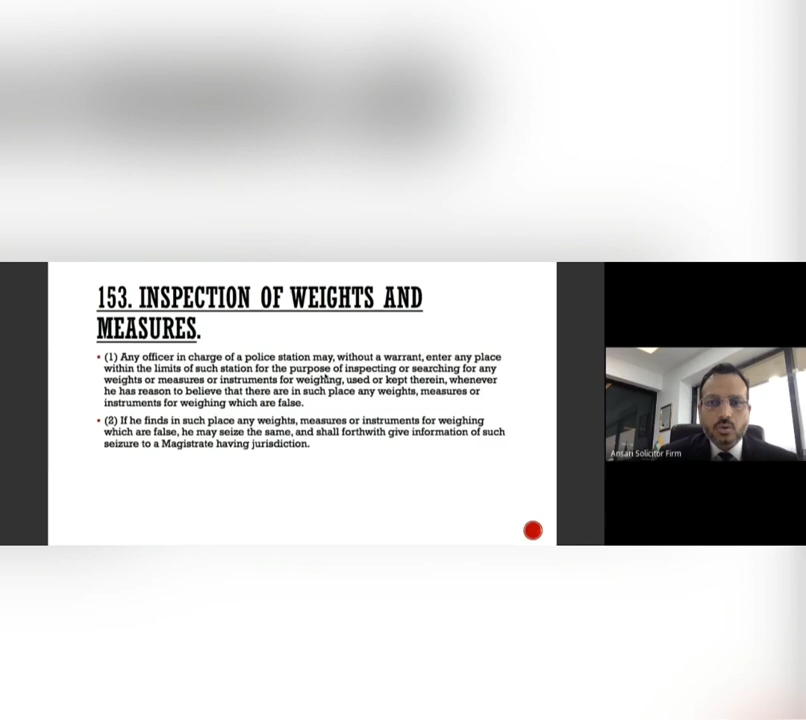 153. INSPECTION OF WEIGHTS AND
MEASURES.
• (1) Any officer in charge of a police station may, without a warrant, enter any place
within the limits of such station for the purpose of inspecting or searching for any
weights or measures or instruments for weighing, used or kept therein, whenever
he has reason to believe that there are in such place any weights, measures or
instruments for weighing which are false.
• (2) If he finds in such place any weights, measures or instruments for weighing
which are false, he may seize the same, and shall forthwith give information of such
seizure to a Magistrate having jurisdiction.
Ansari Solicitor Firm